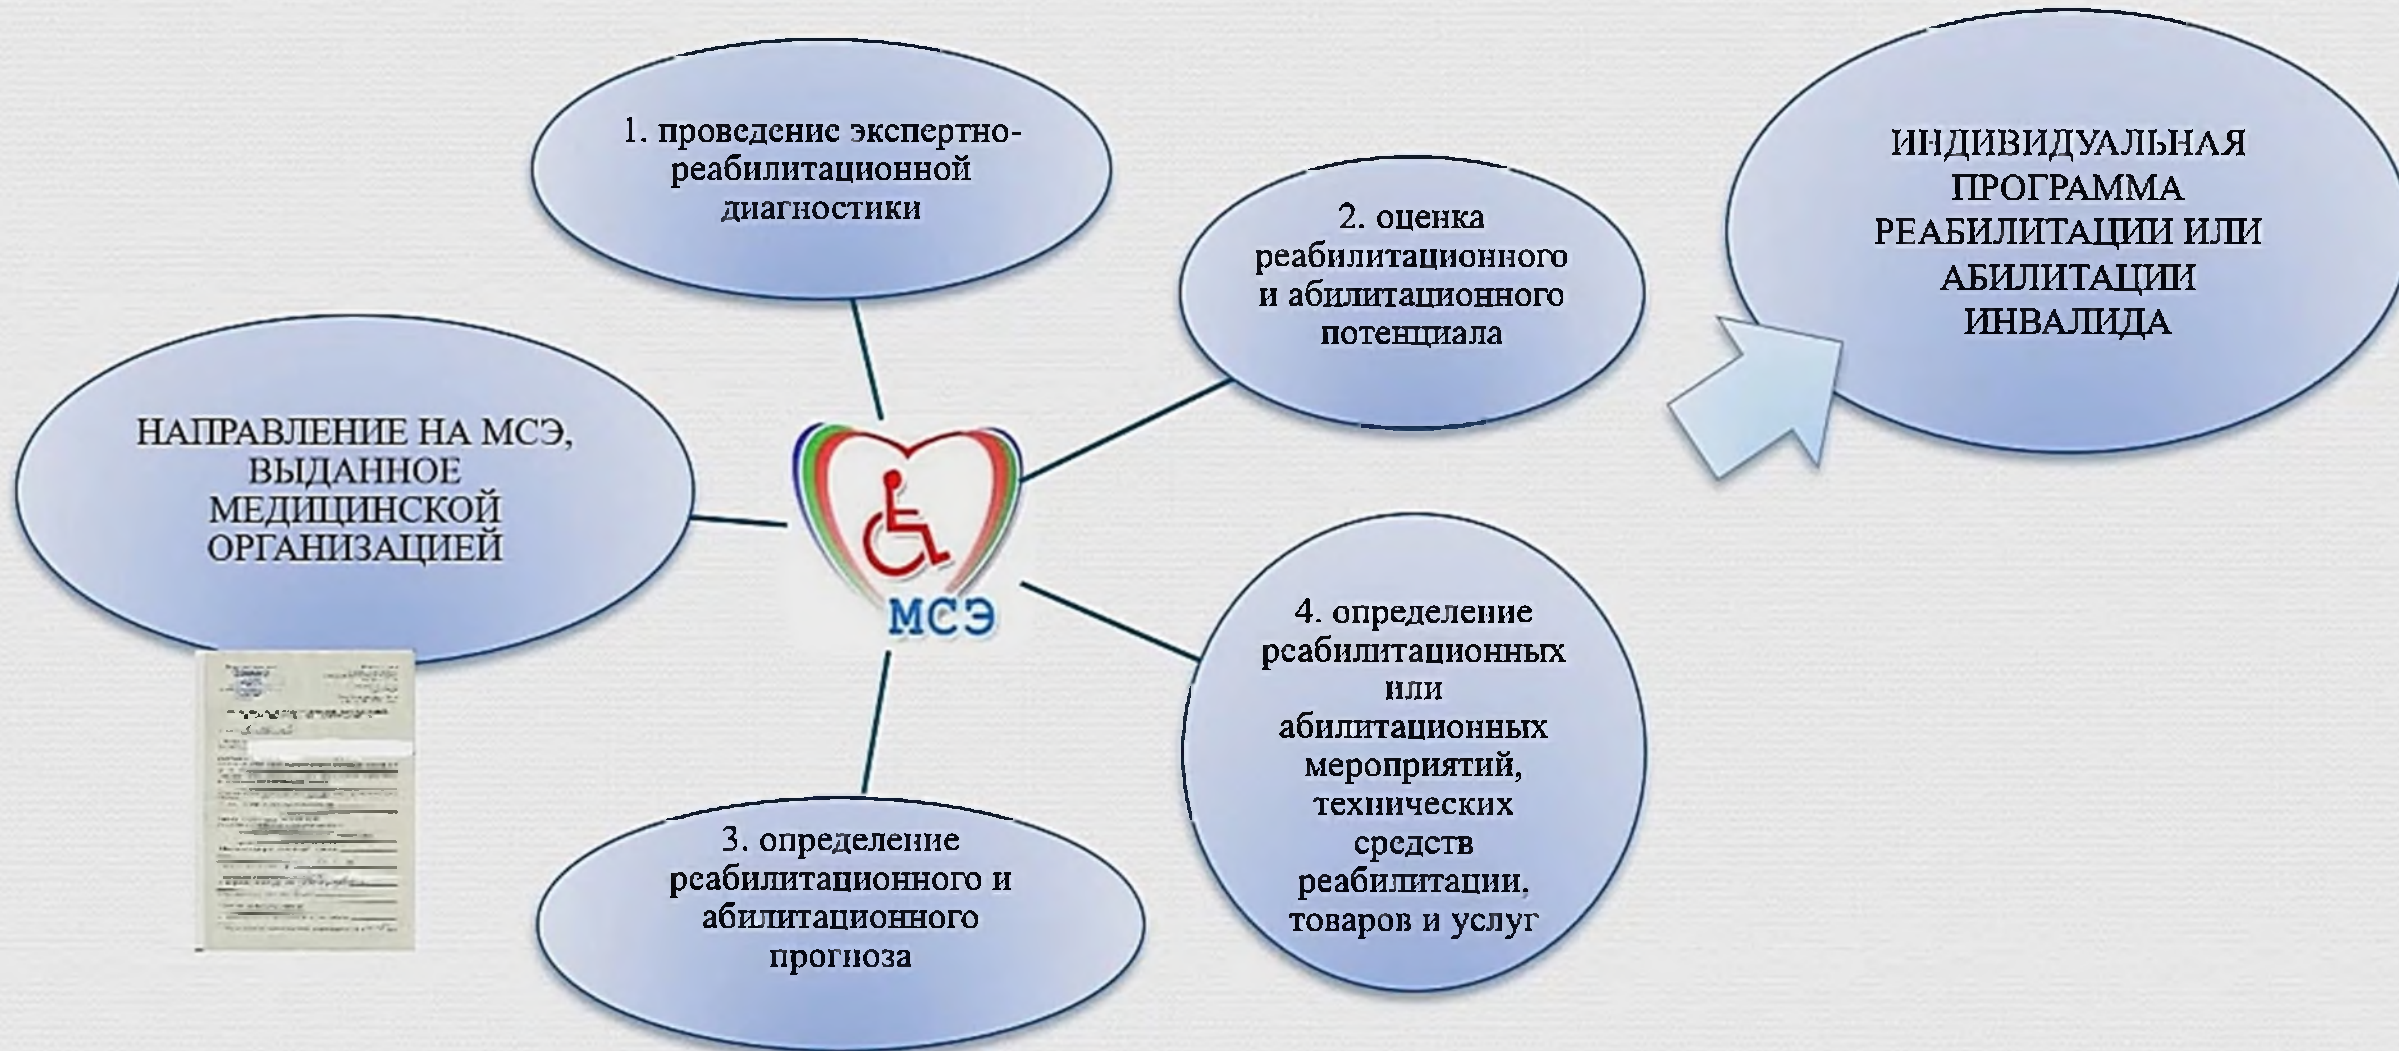 1. проведение экспертно-
реабилитационной
диагностики
2. оценка
реабилитационного
и абилитационного
потенциала
ИНДИВИДУАЛЬНАЯ
ПРОГРАММА
РЕАБИЛИТАЦИИ ИЛИ
АБИЛИТАЦИИ
ИНВАЛИДА
НАПРАВЛЕНИЕ НА МСЭ,
ВЫДАННОЕ
МЕДИЦИНСКОЙ
ОРГАНИЗАЦИЕЙ
МСЭ
3. определение
реабилитационного и
абилитационного
прогноза
4. определение
реабилитационных
или
абилитационных
мероприятий,
технических
средств
реабилитации,
товаров и услуг